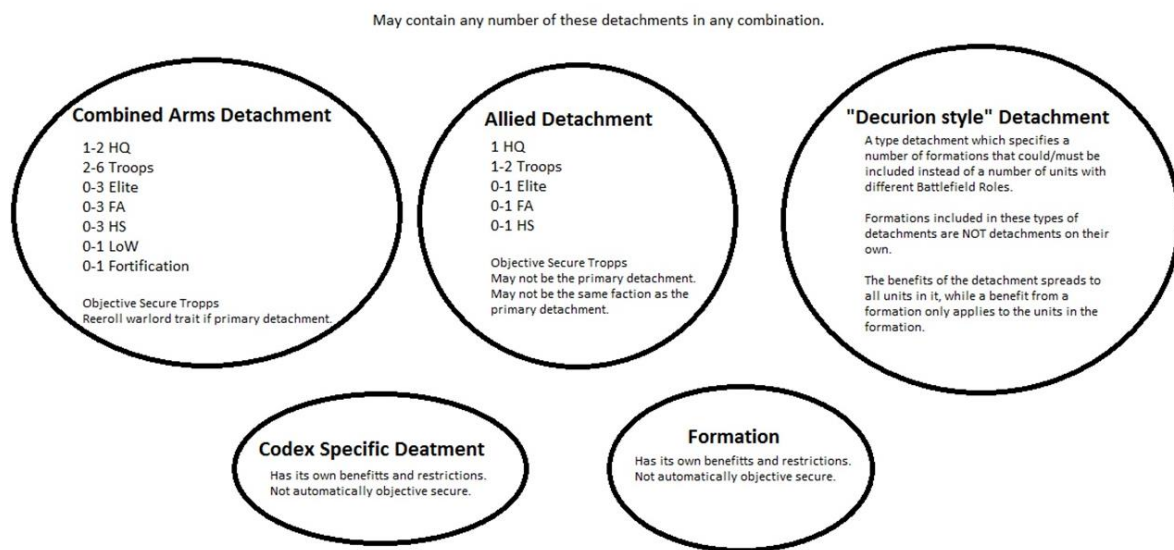 May contain any number of these detachments in any combination.
Combined Arms Detachment
1-2 HQ
2-6 Troops
0-3 Elite
0-3 FA
0-3 HS
0-1 LoW
0-1 Fortification
Objective Secure Tropps
Reeroll warlord trait if primary detachment.
Allied Detachment
1 HQ
1-2 Troops
0-1 Elite
0-1 FA
0-1 HS
Objective Secure Tropps
May not be the primary detachment.
May not be the same faction as the
primary detachment.
"Decurion style" Detachment
A type detachment which specifies a
number of formations that could/must be
included instead of a number of units with
different Battlefield Roles.
Formations included in these types of
detachments are NOT detachments on their
own.
The benefits of the detachment spreads to
all units in it, while a benefit from a
formation only applies to the units in the
formation.
Codex Specific Deatment
Has its own benefitts and restrictions.
Not automatically objective secure.
Formation
Has its own benefitts and restrictions.
Not automatically objective secure.